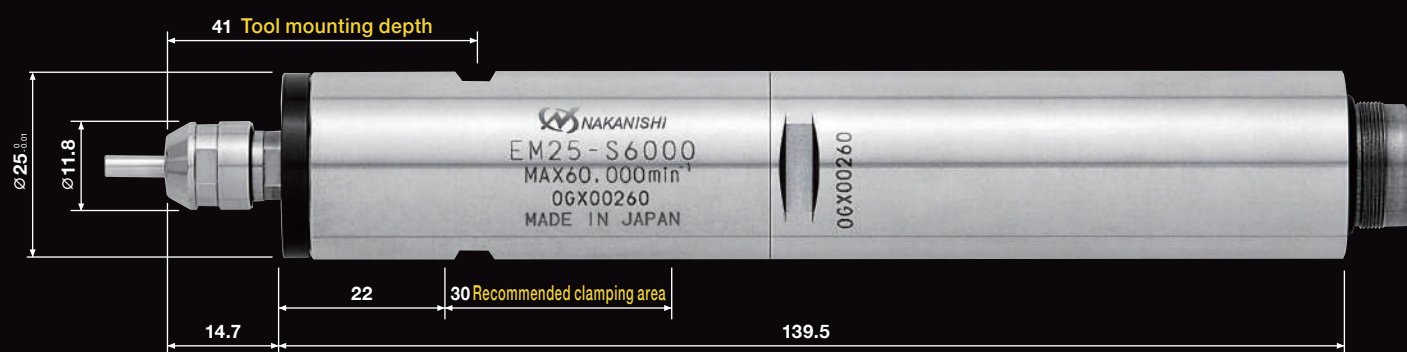 41 Tool mounting depth
ø25 0 -0.01
ø11.8
NAKANISHI
EM25-S6000
MAX60.000min⁻¹
0GX00260
MADE IN JAPAN
0GX00260
22
30 Recommended clamping area
14.7
139.5